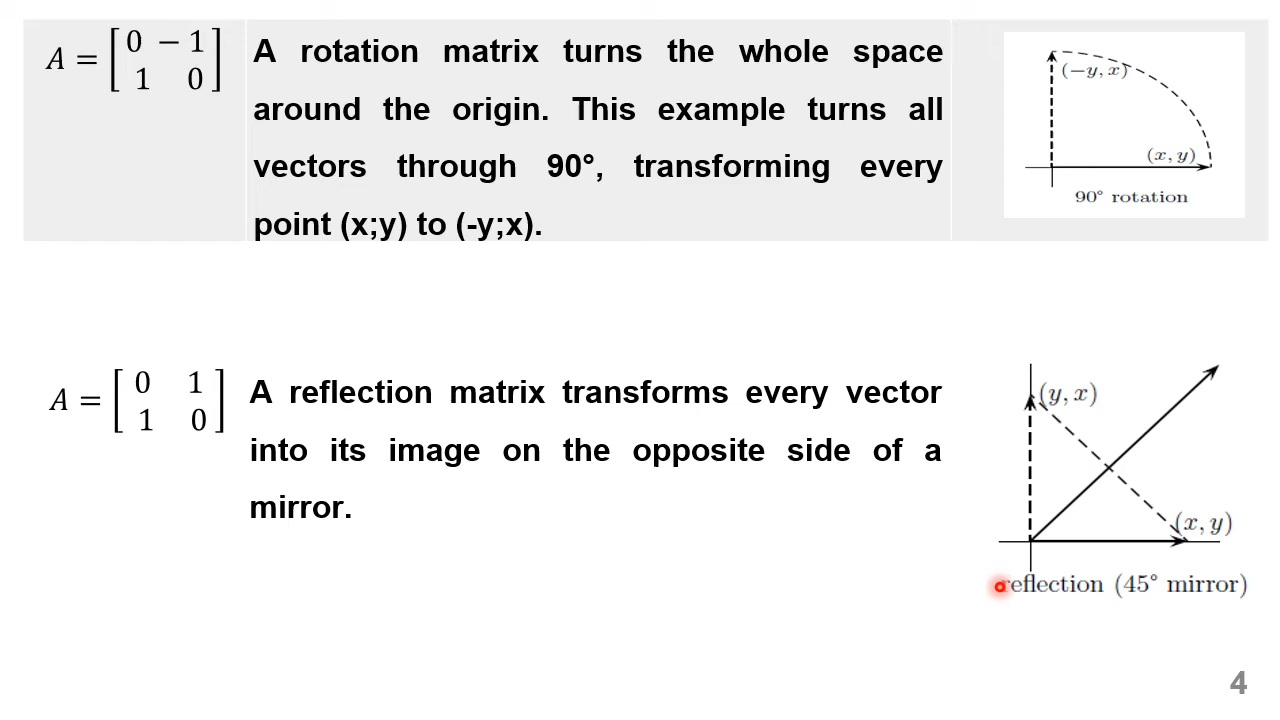 A = [ 0 − 1
1 0 ]
A rotation matrix turns the whole space
around the origin. This example turns all
vectors through 90°, transforming every
point (x;y) to (-y;x).
(−y, x)
(x, y)
90° rotation
A = [ 0 1
1 0 ]
A reflection matrix transforms every vector
into its image on the opposite side of a
mirror.
(y, x)
(x, y)
reflection (45° mirror)
4